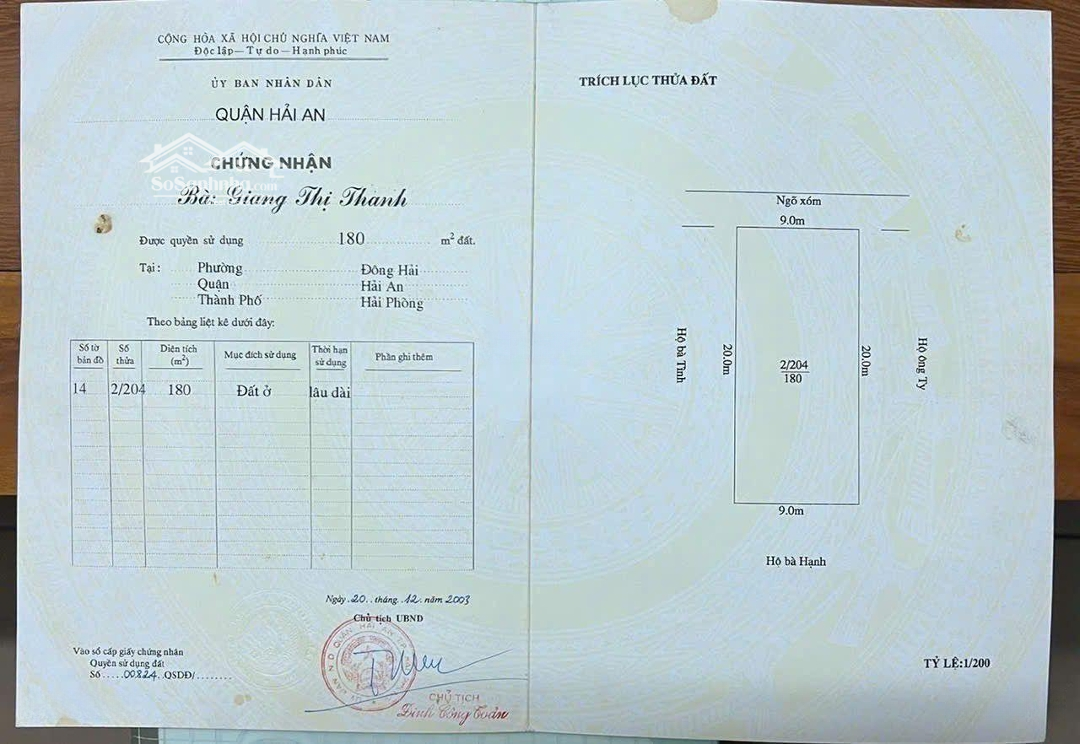 CỘNG HÒA XÃ HỘI CHỦ NGHĨA VIỆT NAM
Độc lập — Tự do — Hạnh phúc
ỦY BAN NHÂN DÂN
QUẬN HẢI AN
CHỨNG NHẬN
SoSanhnha.com
Bà: Giang Thị Thanh
Được quyền sử dụng 180 m² đất.
Tại: Phường Đông Hải
Quận Hải An
Thành Phố Hải Phòng
Theo bảng liệt kê dưới đây:
Số tờ bản đồ Số thửa Diện tích (m²) Mục đích sử dụng Thời hạn sử dụng Phần ghi thêm
14 2/204 180 Đất ở lâu dài
Ngày 20 tháng 12 năm 2003
Chủ tịch UBND
Vào sổ cấp giấy chứng nhận
Quyền sử dụng đất
Số.....00824..QSDĐ/........
CHỦ TỊCH
Đinh Công Toản
TRÍCH LỤC THỬA ĐẤT
Ngõ xóm
9.0m
Hộ bà Tình
20.0m
2/204
180
20.0m
Hộ ông Ty
9.0m
Hộ bà Hạnh
TỶ LỆ:1/200